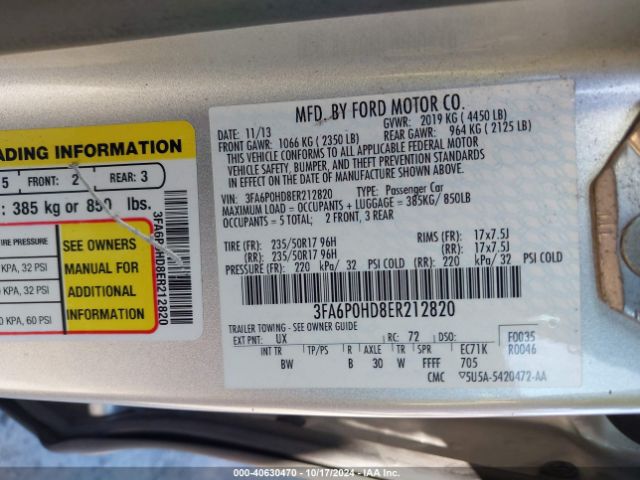 MFD. BY FORD MOTOR CO.
DATE: 11/13 GVWR: 2019 KG ( 4450 LB)
FRONT GAWR: 1066 KG ( 2350 LB) REAR GAWR: 964 KG ( 2125 LB)
THIS VEHICLE CONFORMS TO ALL APPLICABLE FEDERAL MOTOR
VEHICLE SAFETY, BUMPER, AND THEFT PREVENTION STANDARDS
IN EFFECT ON THE DATE OF MANUFACTURE SHOWN ABOVE.
VIN: 3FA6P0HD8ER212820 TYPE: Passenger Car
MAXIMUM LOAD = OCCUPANTS + LUGGAGE = 385KG / 850LB
OCCUPANTS = 5 TOTAL; 2 FRONT, 3 REAR
TIRE (FR): 235/50R17 96H RIMS (FR): 17x7.5J
(RR): 235/50R17 96H (RR): 17x7.5J
PRESSURE (FR): 220 kPa/ 32 PSI COLD (RR) 220 kPa/ 32 PSI COLD
3FA6P0HD8ER212820
TRAILER TOWING - SEE OWNER GUIDE
EXT PNT: UX RC: 72 DSO: F0035
INT TR TP/PS R AXLE TR SPR EC71K R0046
BW B 30 W FFFF 705
CMC 5U5A-5420472-AA
ADING INFORMATION
5 FRONT: 2 REAR: 3
: 385 kg or 850 lbs.
IRE PRESSURE
KPA, 32 PSI
KPA, 32 PSI
0 KPA, 60 PSI
SEE OWNERS
MANUAL FOR
ADDITIONAL
INFORMATION
3FA6P0HD8ER212820
000-40630470 | 10/17/2024 | IAA Inc.